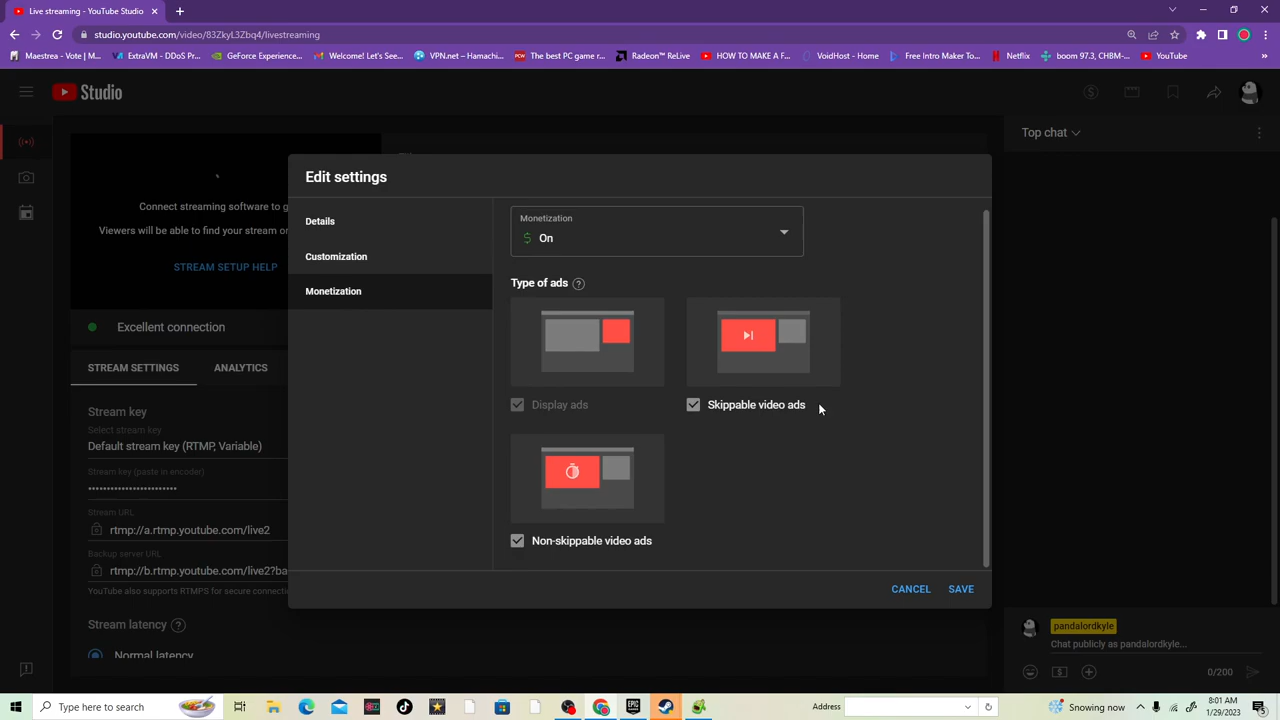 Live streaming - YouTube Studio
studio.youtube.com/video/83ZkyL3Zbq4/livestreaming
Maestrea - Vote | M...
ExtraVM - DDoS Pro...
GeForce Experience...
Welcome! Let's See...
VPN.net – Hamachi...
The best PC game r...
Radeon™ ReLive
HOW TO MAKE A F...
VoidHost - Home
Free Intro Maker To...
Netflix
boom 97.3, CHBM-...
YouTube
»
Studio
Top chat
Edit settings
Connect streaming software to g
Viewers will be able to find your stream or
STREAM SETUP HELP
Excellent connection
STREAM SETTINGS
ANALYTICS
Stream key
Select stream key
Default stream key (RTMP, Variable)
Stream key (paste in encoder)
••••••••••••••••••••••••
Stream URL
rtmp://a.rtmp.youtube.com/live2
Backup server URL
rtmp://b.rtmp.youtube.com/live2?ba
YouTube also supports RTMPS for secure connecti
Stream latency
Normal latency
Details
Customization
Monetization
Monetization
$ On
Type of ads
Display ads
Skippable video ads
Non-skippable video ads
CANCEL
SAVE
pandalordkyle
Chat publicly as pandalordkyle...
0/200
Type here to search
Address
Snowing now
8:01 AM
1/29/2023